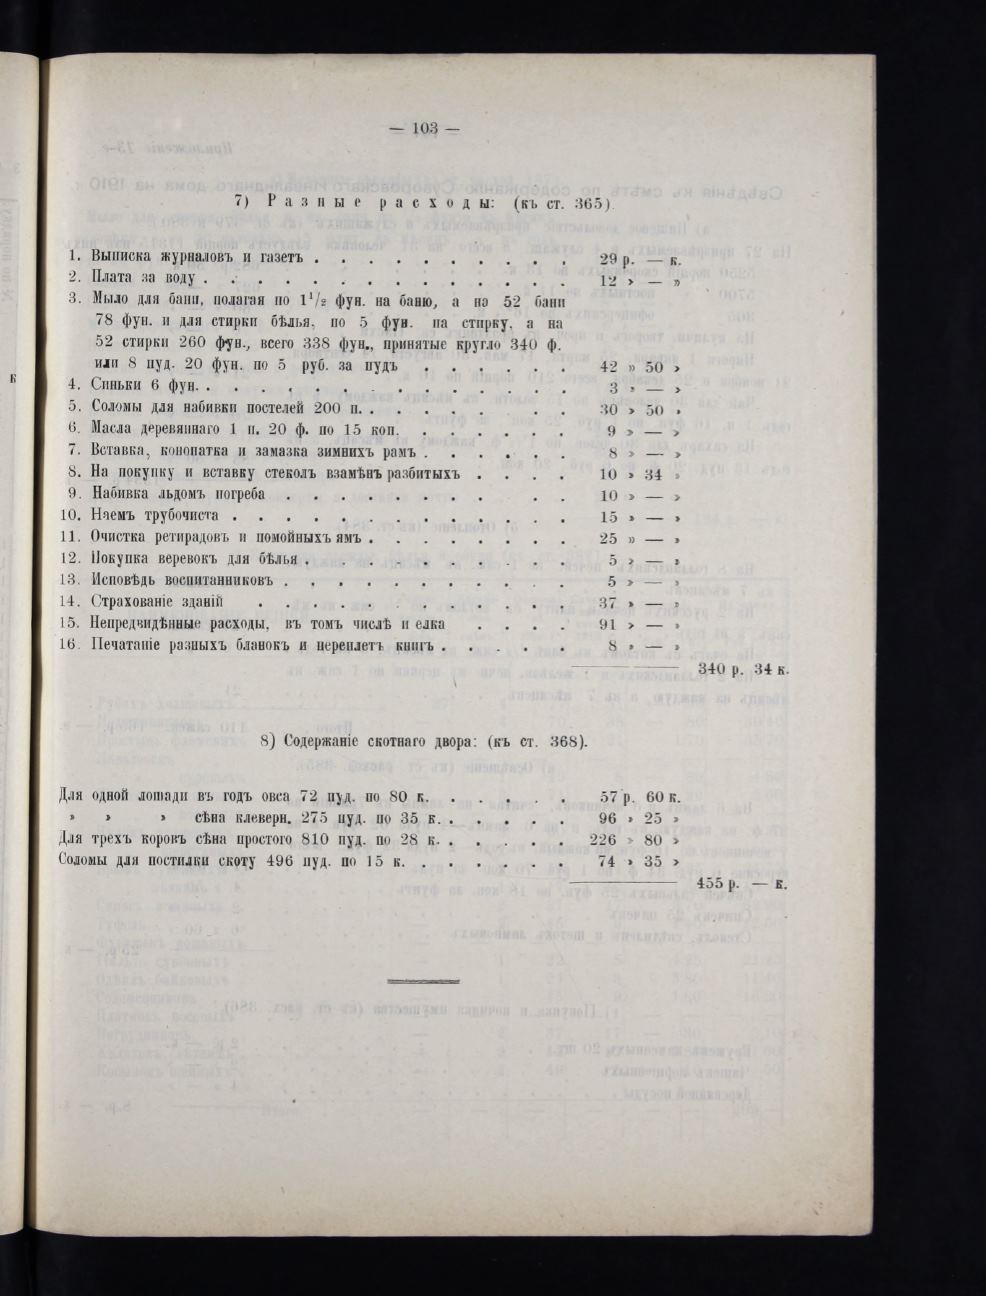 — 103 —
7) Разные расходы: (къ ст. 365).
1. Выписка журналовъ и газетъ . . . . . . . . . . 29 р. — к.
2. Плата за воду . . . . . . . . . . . . . . 12 » — »
3. Мыло для бани, полагая по 1 1/2 фун. на баню, а на 52 бани
78 фун. и для стирки бѣлья, по 5 фун. на стирку, а на
52 стирки 260 фун., всего 338 фун., принятые кругло 340 ф.
или 8 пуд. 20 фун. по 5 руб. за пудъ . . . . . . 42 » 50 »
4. Синьки 6 фун. . . . . . . . . . . . . . . 3 » — »
5. Соломы для набивки постелей 200 п. . . . . . . . 30 » 50 »
6. Масла деревяннаго 1 п. 20 ф. по 15 коп. . . . . . . 9 » — »
7. Вставка, конопатка и замазка зимнихъ рамъ . . . . . . 8 » — »
8. На покупку и вставку стеколъ взамѣнъ разбитыхъ . . . . 10 » 34 »
9. Набивка льдомъ погреба . . . . . . . . . . 10 » — »
10. Наемъ трубочиста . . . . . . . . . . . . . 15 » — »
11. Очистка ретирадовъ и помойныхъ ямъ . . . . . . . . 25 » — »
12. Покупка веревокъ для бѣлья . . . . . . . . . . 5 » — »
13. Исповѣдь воспитанниковъ . . . . . . . . . . . 5 » — »
14. Страхованіе зданій . . . . . . . . . . . . 37 » — »
15. Непредвидѣнные расходы, въ томъ числѣ и елка . . . . 91 » — »
16. Печатаніе разныхъ бланокъ и переплетъ книгъ . . . . . 8 » — »
340 р. 34 к.
8) Содержаніе скотнаго двора: (къ ст. 368).
Для одной лошади въ годъ овса 72 пуд. по 80 к. . . . . . 57 р. 60 к.
» » » сѣна клеверн. 275 пуд. по 35 к. . . . . . 96 » 25 »
Для трехъ коровъ сѣна простого 810 пуд. по 28 к. . . . . . 226 » 80 »
Соломы для постилки скоту 496 пуд. по 15 к. . . . . . . 74 » 35 »
455 р. — к.